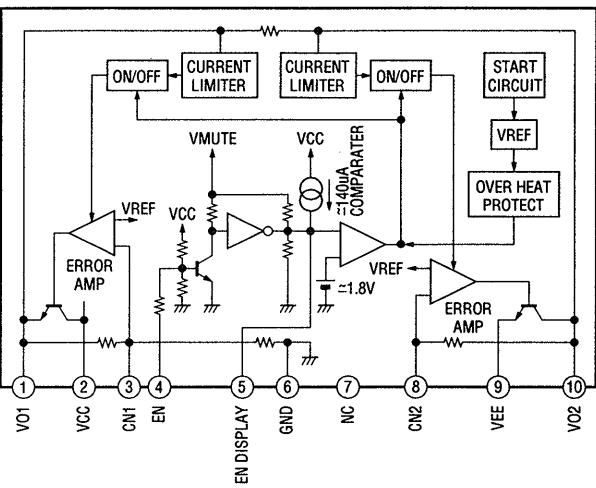 ON/OFF
CURRENT
LIMITER
CURRENT
LIMITER
ON/OFF
START
CIRCUIT
VREF
OVER HEAT
PROTECT
VMUTE
VCC
≃140uA
COMPARATER
VREF
VCC
ERROR
AMP
≃1.8V
VREF
ERROR
AMP
1
2
3
4
5
6
7
8
9
10
VO1
VCC
CN1
EN
EN DISPLAY
GND
NC
CN2
VEE
VO2